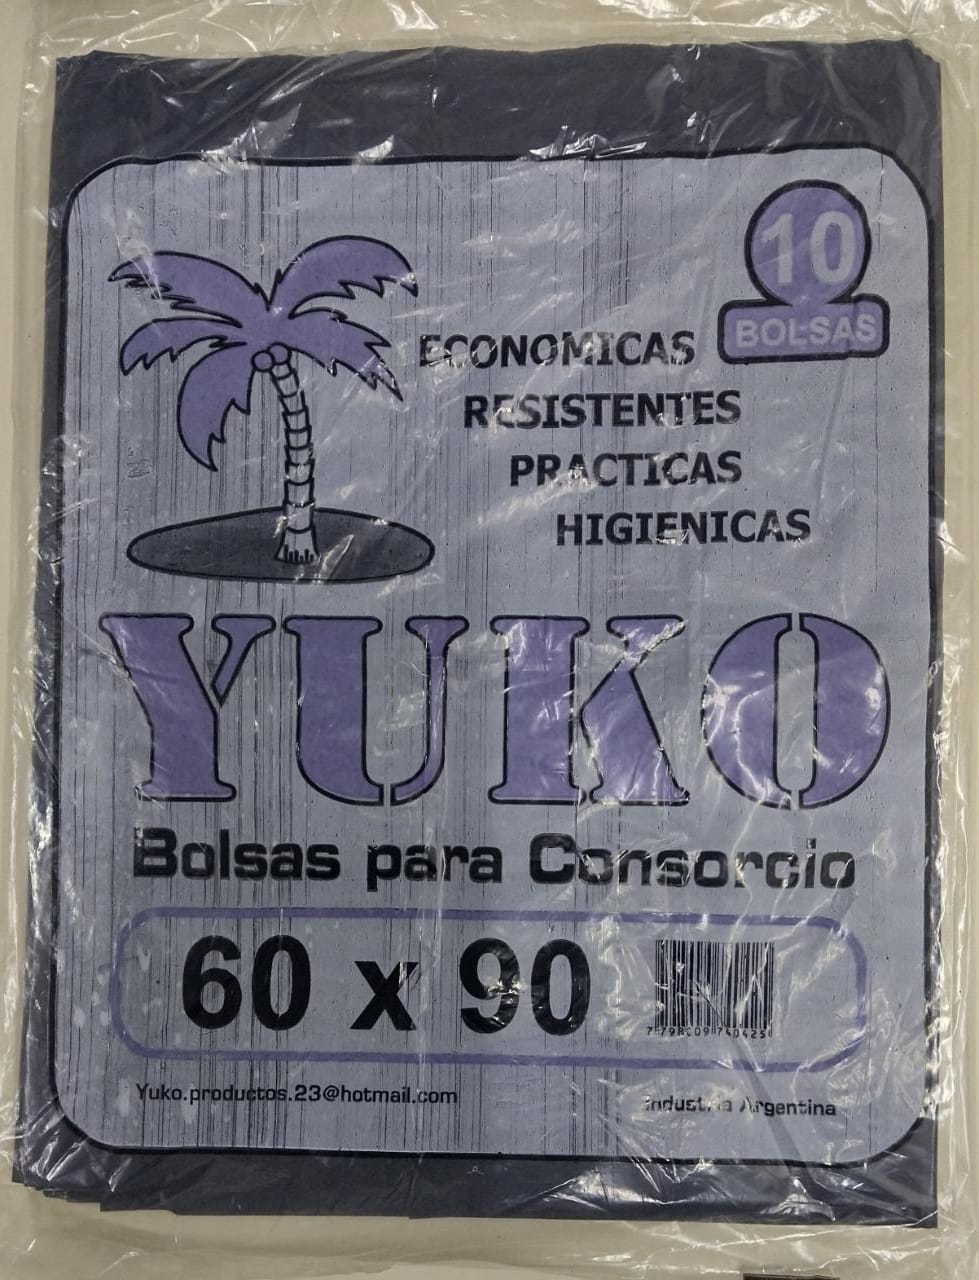 10
BOLSAS
ECONOMICAS
RESISTENTES
PRACTICAS
HIGIENICAS
YUKO
Bolsas para Consorcio
60 x 90
Yuko.productos.23@hotmail.com
Industria Argentina